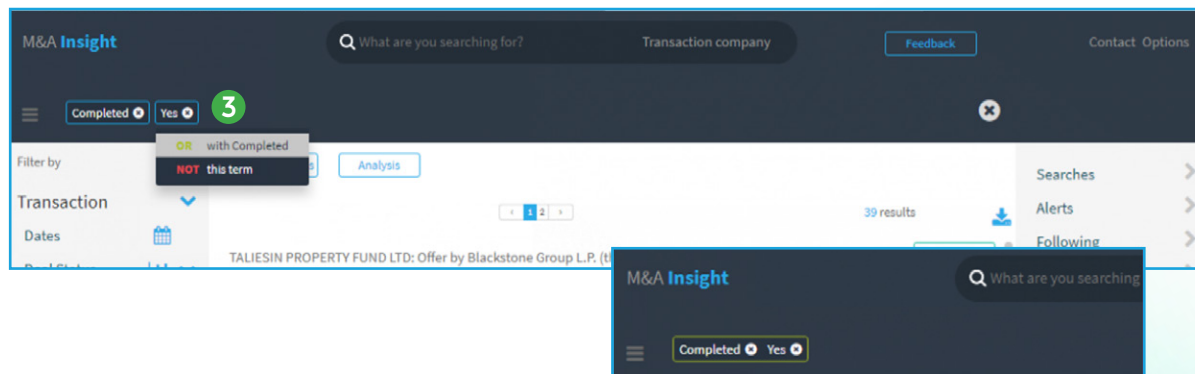 M&A Insight
What are you searching for?
Transaction company
Feedback
Contact Options
Completed Yes 3
OR with Completed
NOT this term
Filter by
s
Analysis
Transaction
1 2
39 results
Dates
TALIESIN PROPERTY FUND LTD: Offer by Blackstone Group L.P. (t
Searches
Alerts
Following
M&A Insight
What are you searching
Completed Yes